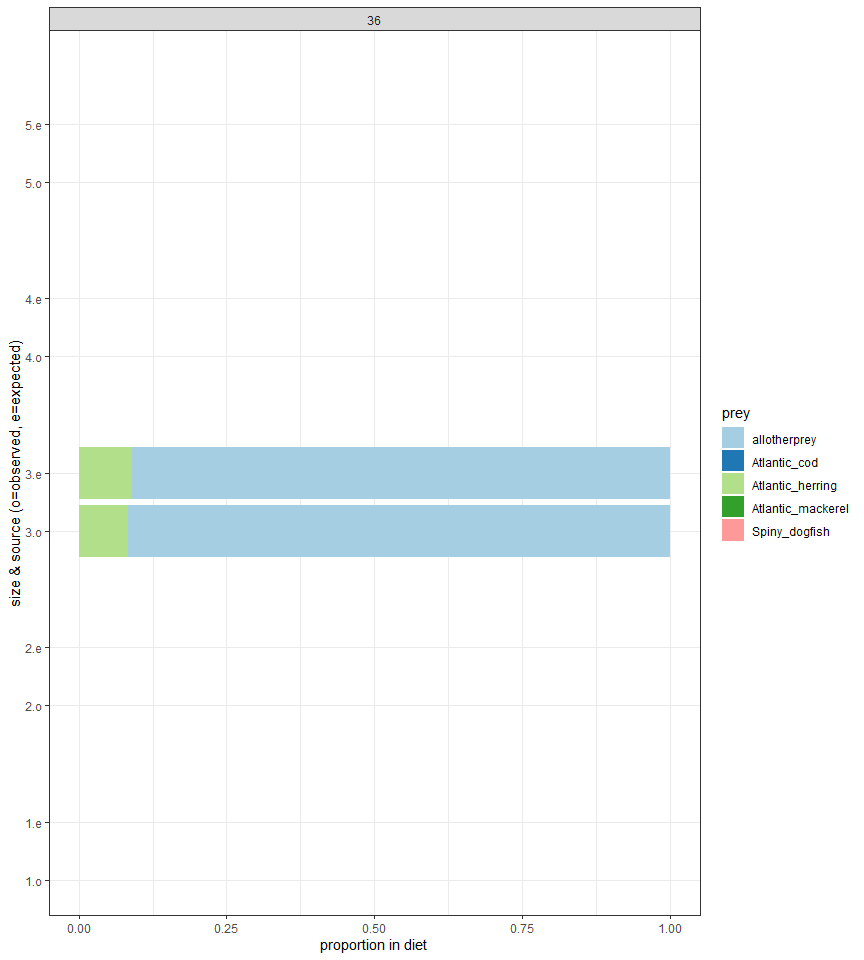 36
size & source (o=observed, e=expected)
5.e
5.o
4.e
4.o
3.e
3.o
2.e
2.o
1.e
1.o
0.00 0.25 0.50 0.75 1.00
proportion in diet
prey
allotherprey
Atlantic_cod
Atlantic_herring
Atlantic_mackerel
Spiny_dogfish